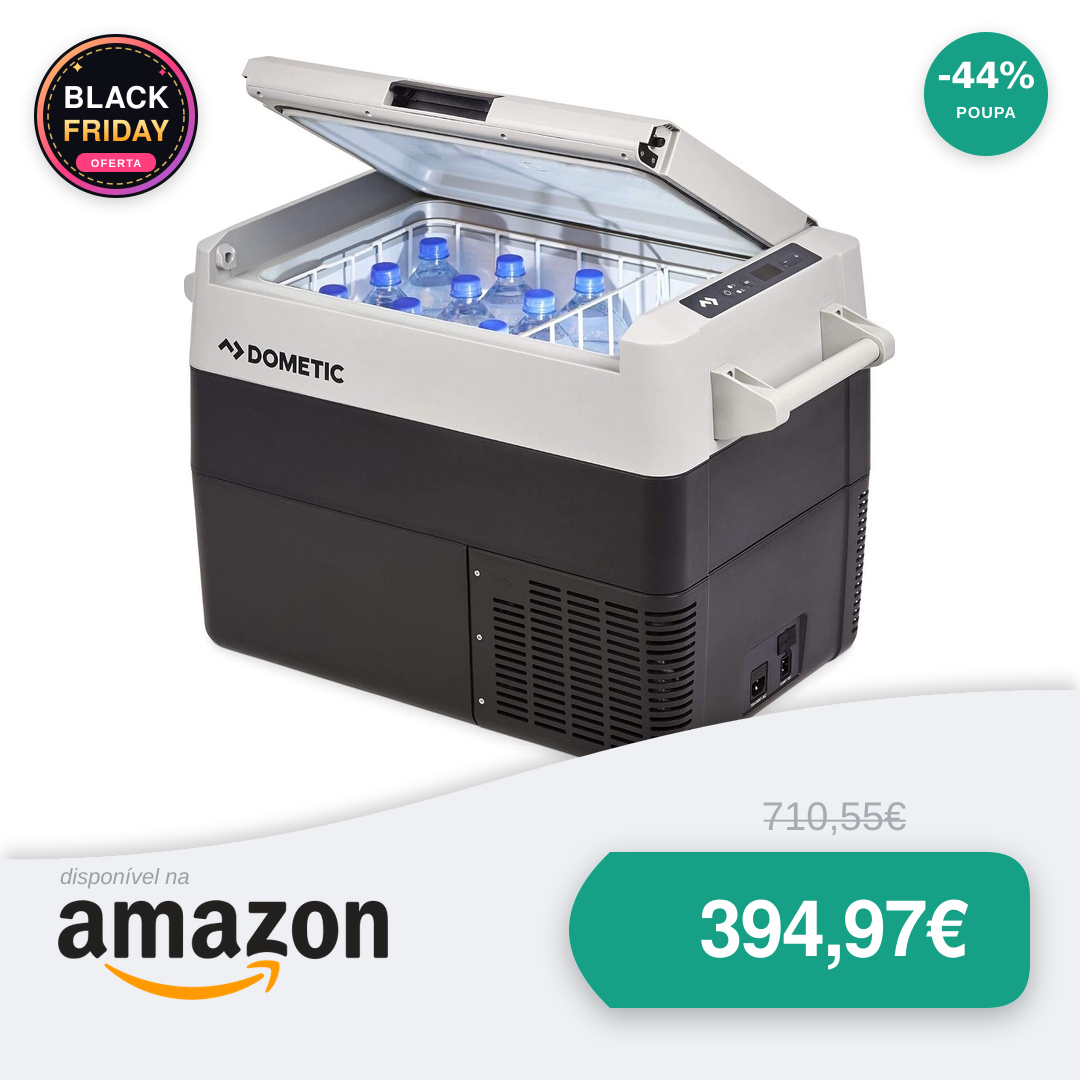 BLACK
FRIDAY
OFERTA
-44%
POUPA
DOMETIC
710,55€
disponível na
amazon
394,97€